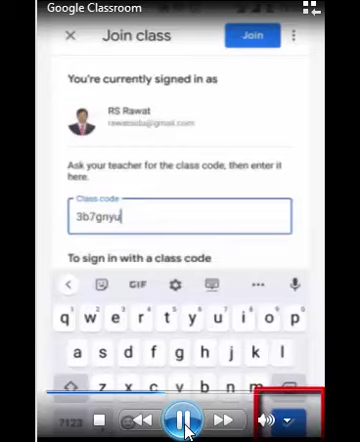 Google Classroom
Join class
Join
You're currently signed in as
RS Rawat
Ask your teacher for the class code, then enter it
here.
Class code
3b7gnyu
To sign in with a class code
GIF
q w e r t y u i o p
a s d f g h j k l
z x c v b n m
?123